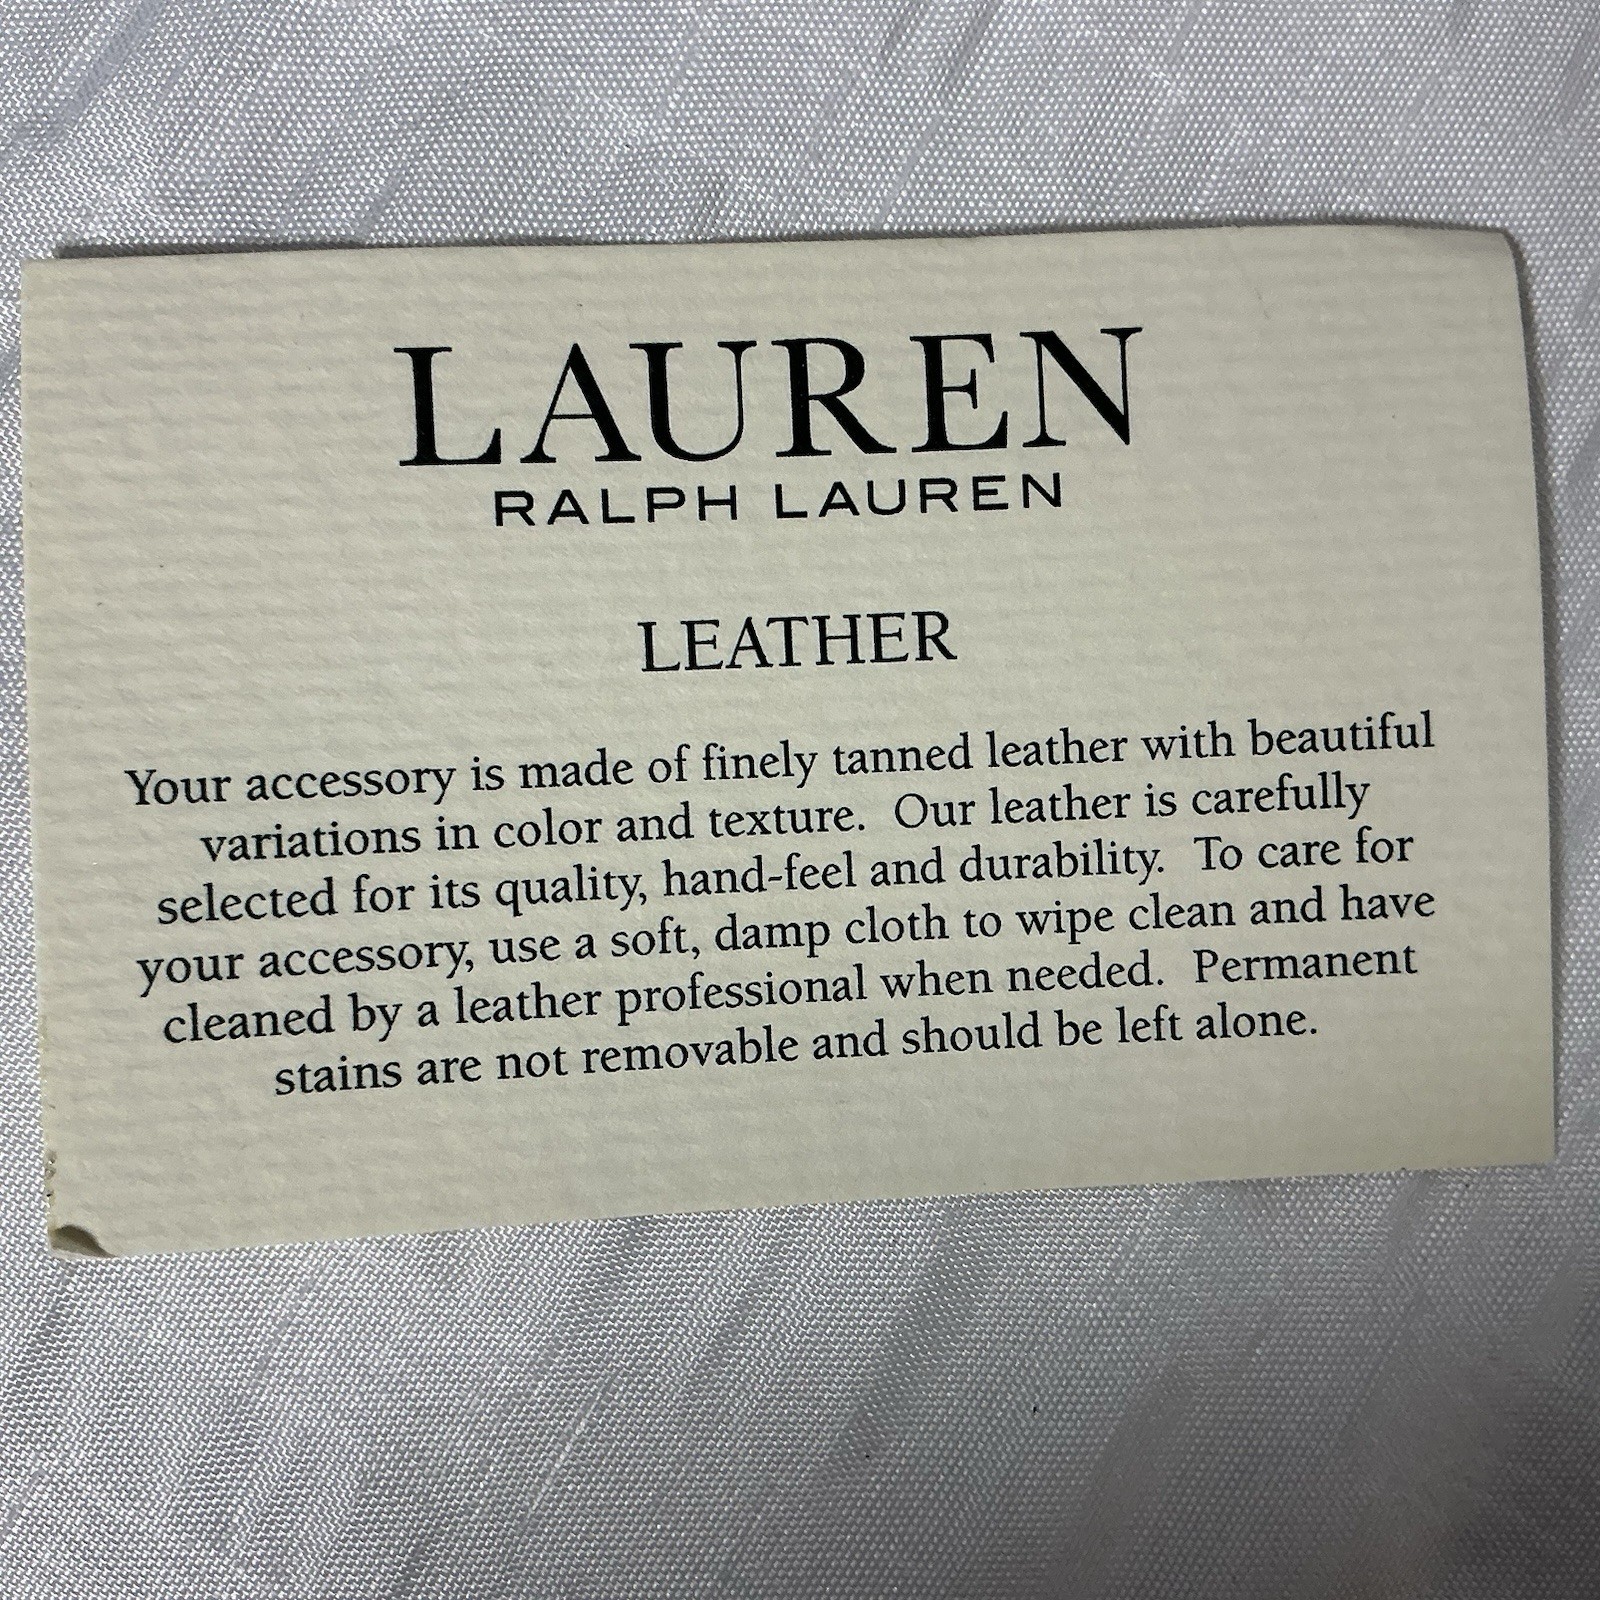 LAUREN
RALPH LAUREN
LEATHER
Your accessory is made of finely tanned leather with beautiful
variations in color and texture.  Our leather is carefully
selected for its quality, hand-feel and durability.  To care for
your accessory, use a soft, damp cloth to wipe clean and have
cleaned by a leather professional when needed.  Permanent
stains are not removable and should be left alone.